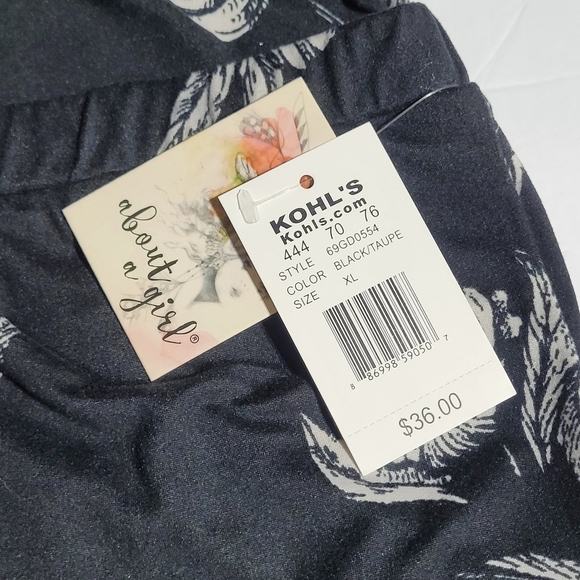 about
a girl®
KOHL'S
Kohls.com
444 70 76
STYLE 69GD0554
COLOR BLACK/TAUPE
SIZE XL
8 86998 59050 7
$36.00